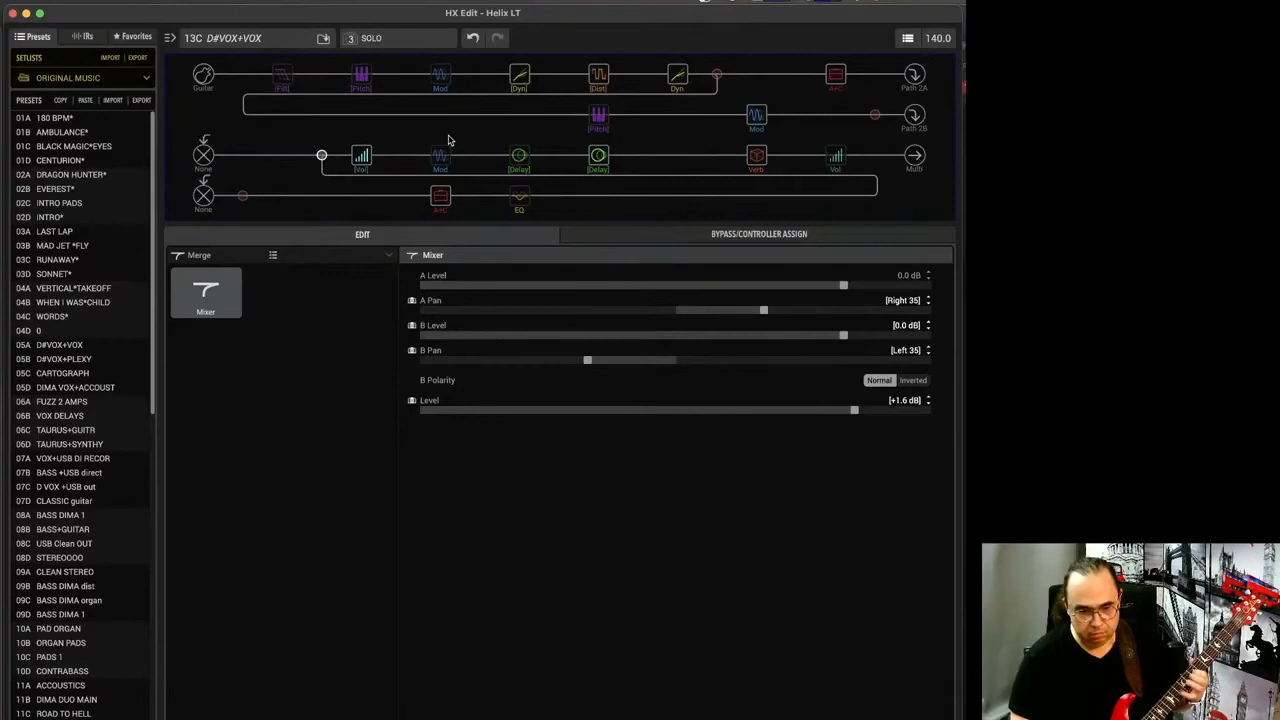 HX Edit - Helix LT
Presets
IRs
Favorites
13C D#VOX+VOX
3 SOLO
140.0
SETLISTS
IMPORT
EXPORT
ORIGINAL MUSIC
PRESETS
COPY
PASTE
IMPORT
EXPORT
01A 180 BPM*
01B AMBULANCE*
01C BLACK MAGIC*EYES
01D CENTURION*
02A DRAGON HUNTER*
02B EVEREST*
02C INTRO PADS
02D INTRO*
03A LAST LAP
03B MAD JET *FLY
03C RUNAWAY*
03D SONNET*
04A VERTICAL*TAKEOFF
04B WHEN I WAS*CHILD
04C WORDS*
04D 0
05A D#VOX+VOX
05B D#VOX+PLEXY
05C CARTOGRAPH
05D DIMA VOX+ACCOUST
06A FUZZ 2 AMPS
06B VOX DELAYS
06C TAURUS+GUITR
06D TAURUS+SYNTHY
07A VOX+USB DI RECOR
07B BASS +USB direct
07C D VOX +USB out
07D CLASSIC guitar
08A BASS DIMA 1
08B BASS+GUITAR
08C USB Clean OUT
08D STEREOOOO
09A CLEAN STEREO
09B BASS DIMA dist
09C BASS DIMA organ
09D BASS DIMA 1
10A PAD ORGAN
10B ORGAN PADS
10C PADS 1
10D CONTRABASS
11A ACCOUSTICS
11B DIMA DUO MAIN
11C ROAD TO HELL
Guitar
[Filt]
[Pitch]
Mod
[Dyn]
[Dist]
Dyn
A+C
Path 2A
[Pitch]
Mod
Path 2B
None
[Vol]
Mod
[Delay]
[Delay]
Verb
Vol
Multi
None
A+C
EQ
EDIT
BYPASS/CONTROLLER ASSIGN
Merge
Mixer
Mixer
A Level
0.0 dB
A Pan
[Right 35]
B Level
[0.0 dB]
B Pan
[Left 35]
B Polarity
Normal
Inverted
Level
[+1.6 dB]